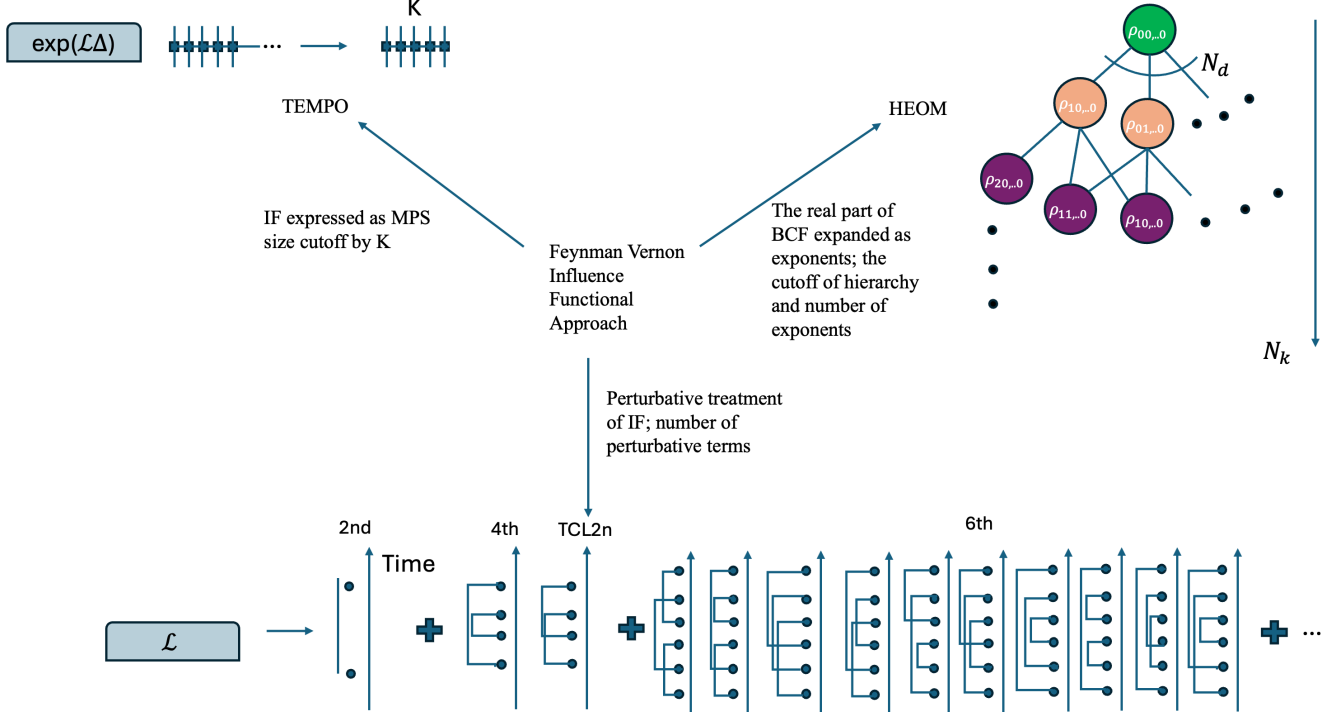 K
exp(ℒΔ)
...
ρ00,..0
N_d
TEMPO
HEOM
ρ10,..0
ρ01,..0
ρ20,..0
ρ11,..0
ρ10,..0
IF expressed as MPS
size cutoff by K
The real part of
BCF expanded as
exponents; the
cutoff of hierarchy
and number of
exponents
Feynman Vernon
Influence
Functional
Approach
N_k
Perturbative treatment
of IF; number of
perturbative terms
2nd
4th
TCL2n
6th
Time
ℒ
...